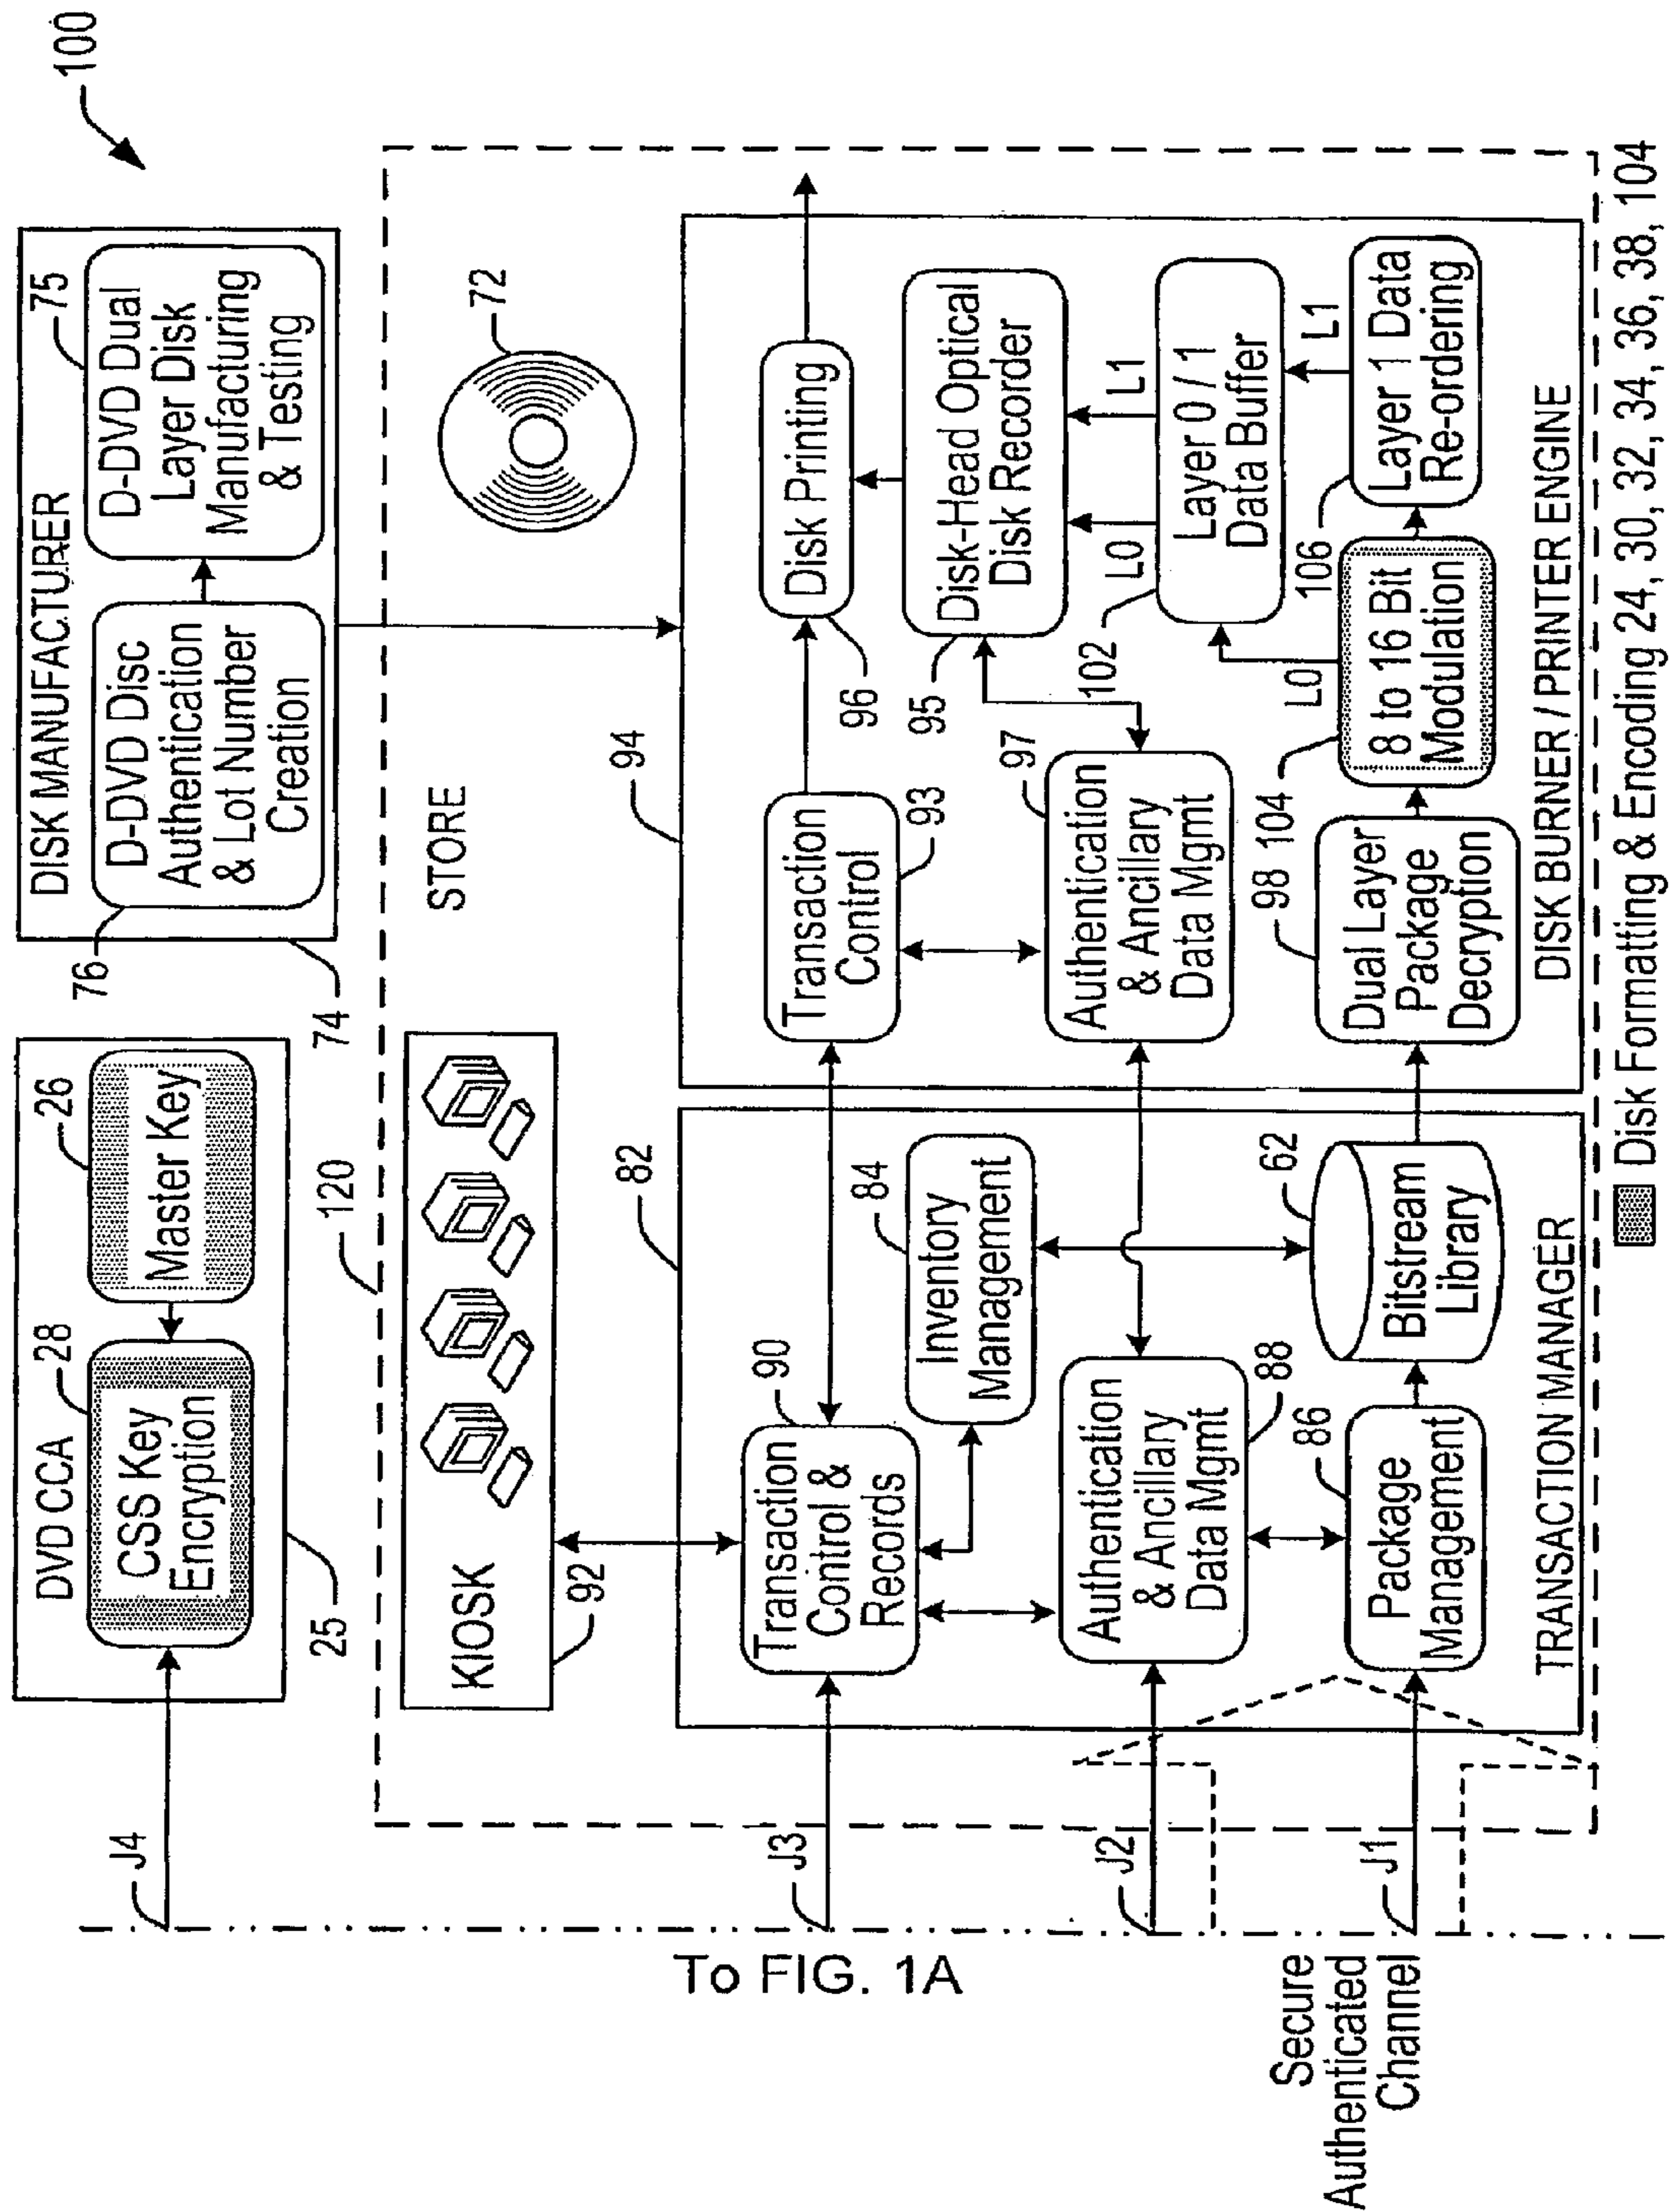 100
DVD CCA
28
26
CSS Key
Encryption
Master Key
25
J4
DISK MANUFACTURER
76
75
D-DVD Disc
Authentication
& Lot Number
Creation
D-DVD Dual
Layer Disk
Manufacturing
& Testing
74
120
STORE
KIOSK
92
72
82
94
Transaction
Control &
Records
90
Inventory
Management
84
Authentication
& Ancillary
Data Mgmt
88
Package
Management
86
Bitstream
Library
62
TRANSACTION MANAGER
Transaction
Control
93
Disk Printing
96
Authentication
& Ancillary
Data Mgmt
97
Disk-Head Optical
Disk Recorder
95
L0
L1
Layer 0 / 1
Data Buffer
102
Dual Layer
Package
Decryption
98
8 to 16 Bit
Modulation
104
L0
Layer 1 Data
Re-ordering
106
L1
DISK BURNER / PRINTER ENGINE
J3
J2
J1
To FIG. 1A
Secure
Authenticated
Channel
Disk Formatting & Encoding 24, 30, 32, 34, 36, 38, 104